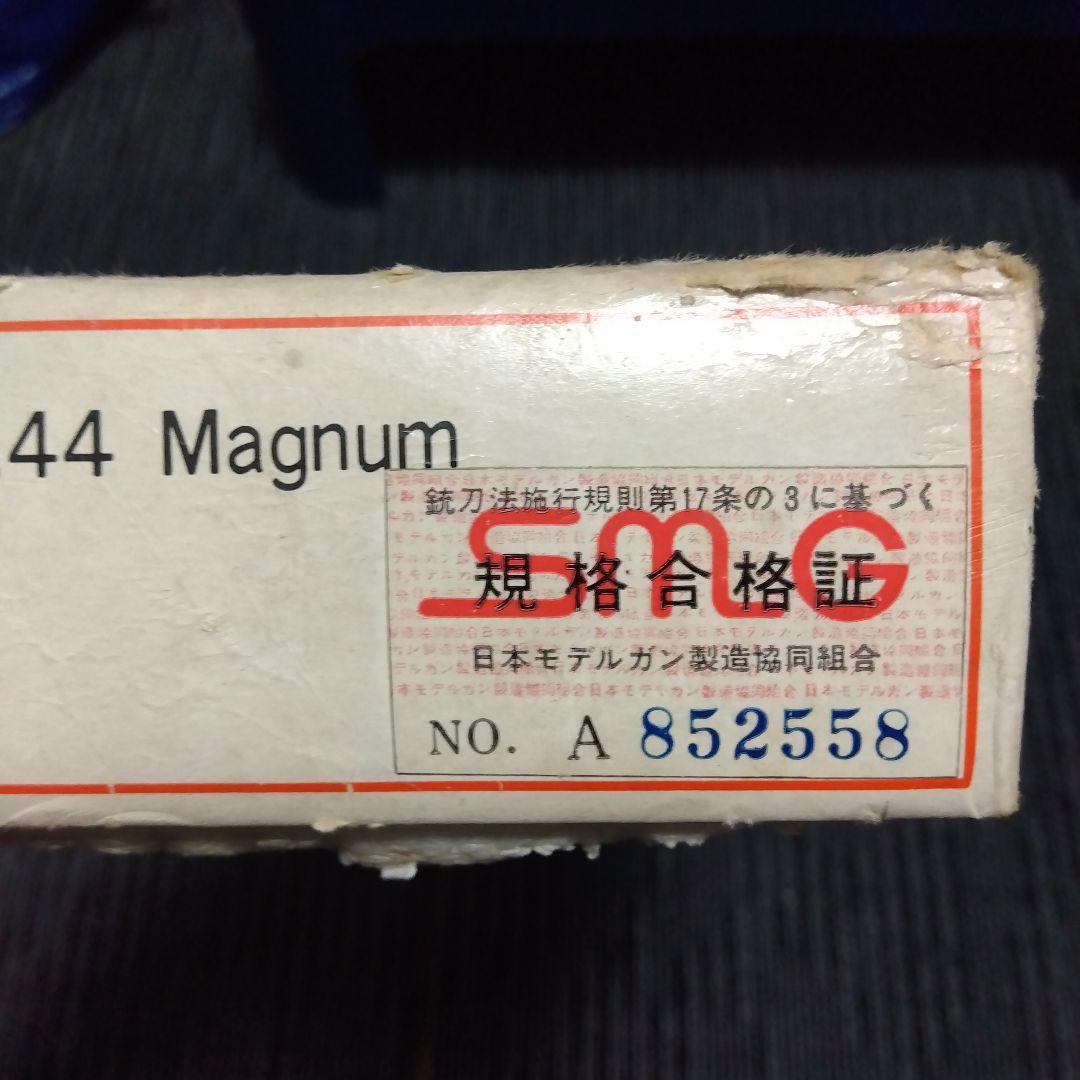 .44 Magnum
銃刀法施行規則第17条の3に基づく
SMG
規格合格証
日本モデルガン製造協同組合
NO. A 852558